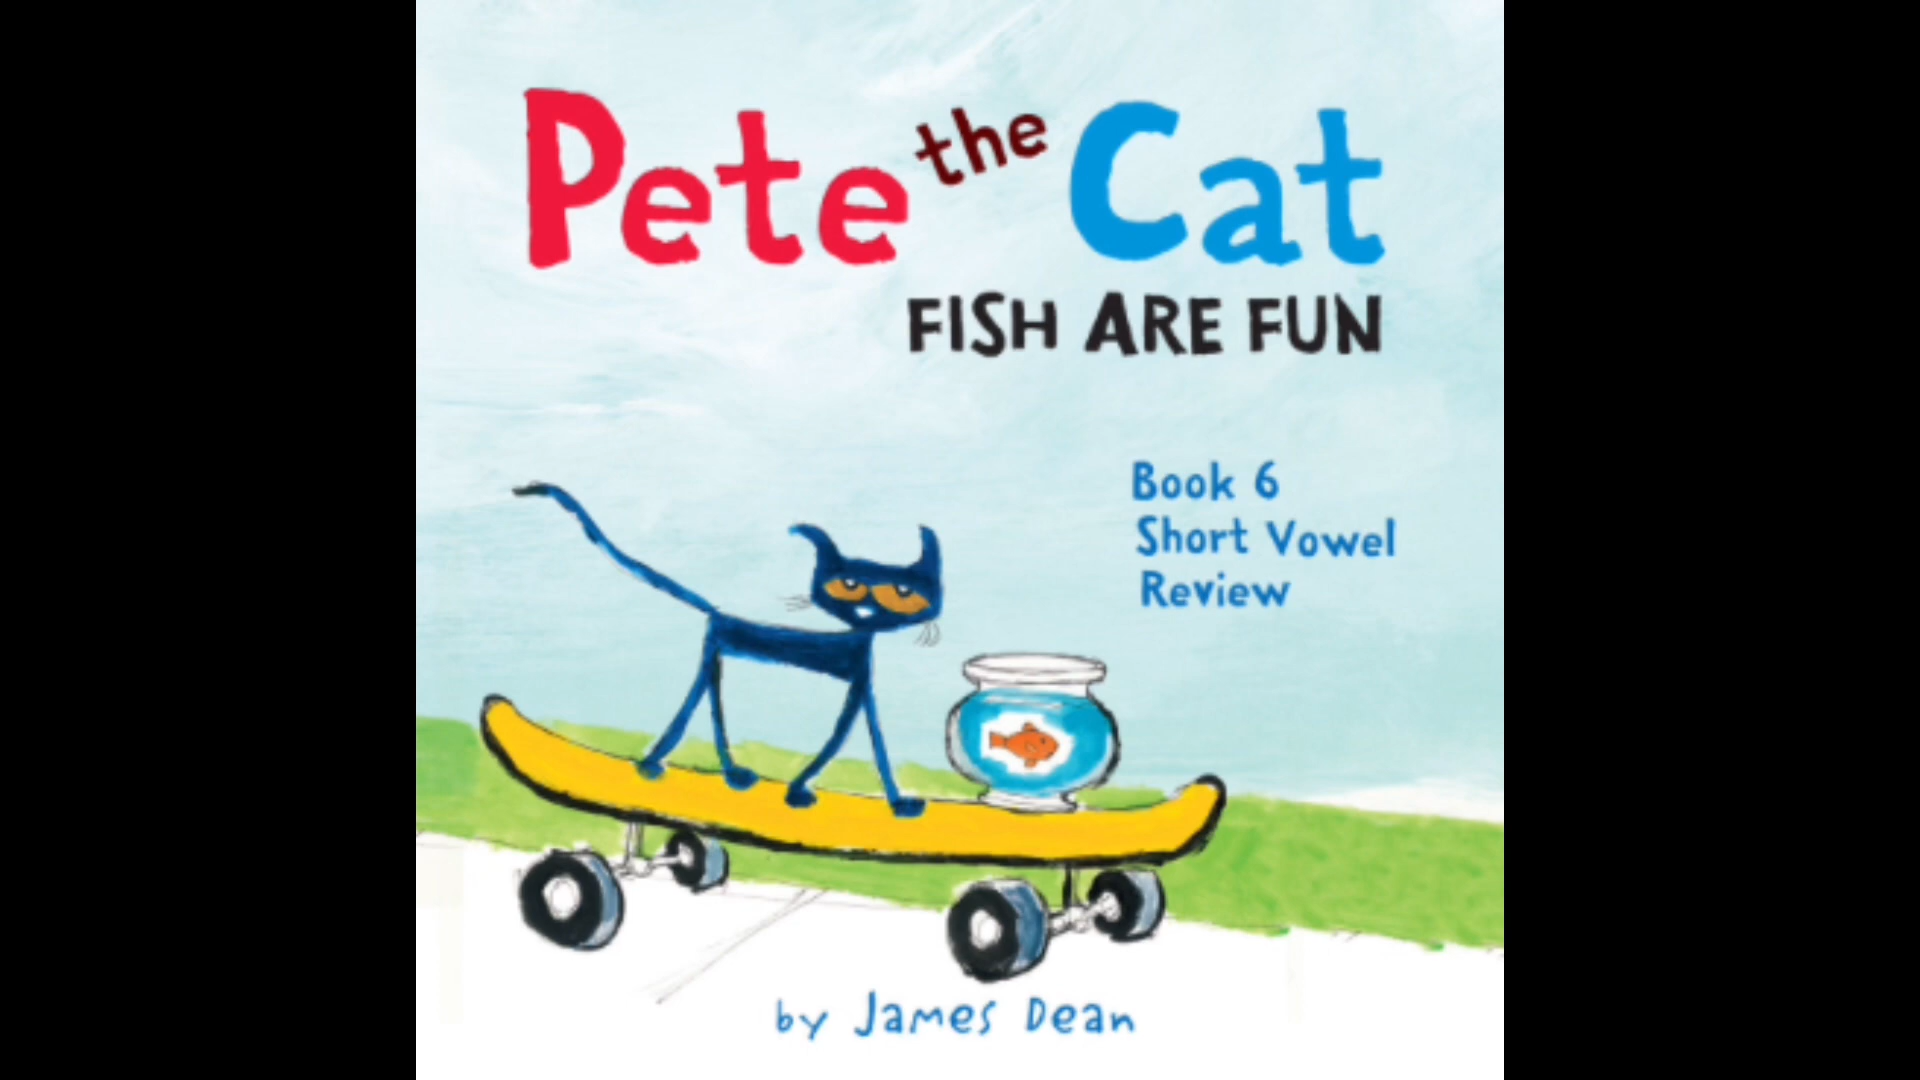 Pete the Cat
FISH ARE FUN
Book 6
Short Vowel
Review
by James Dean